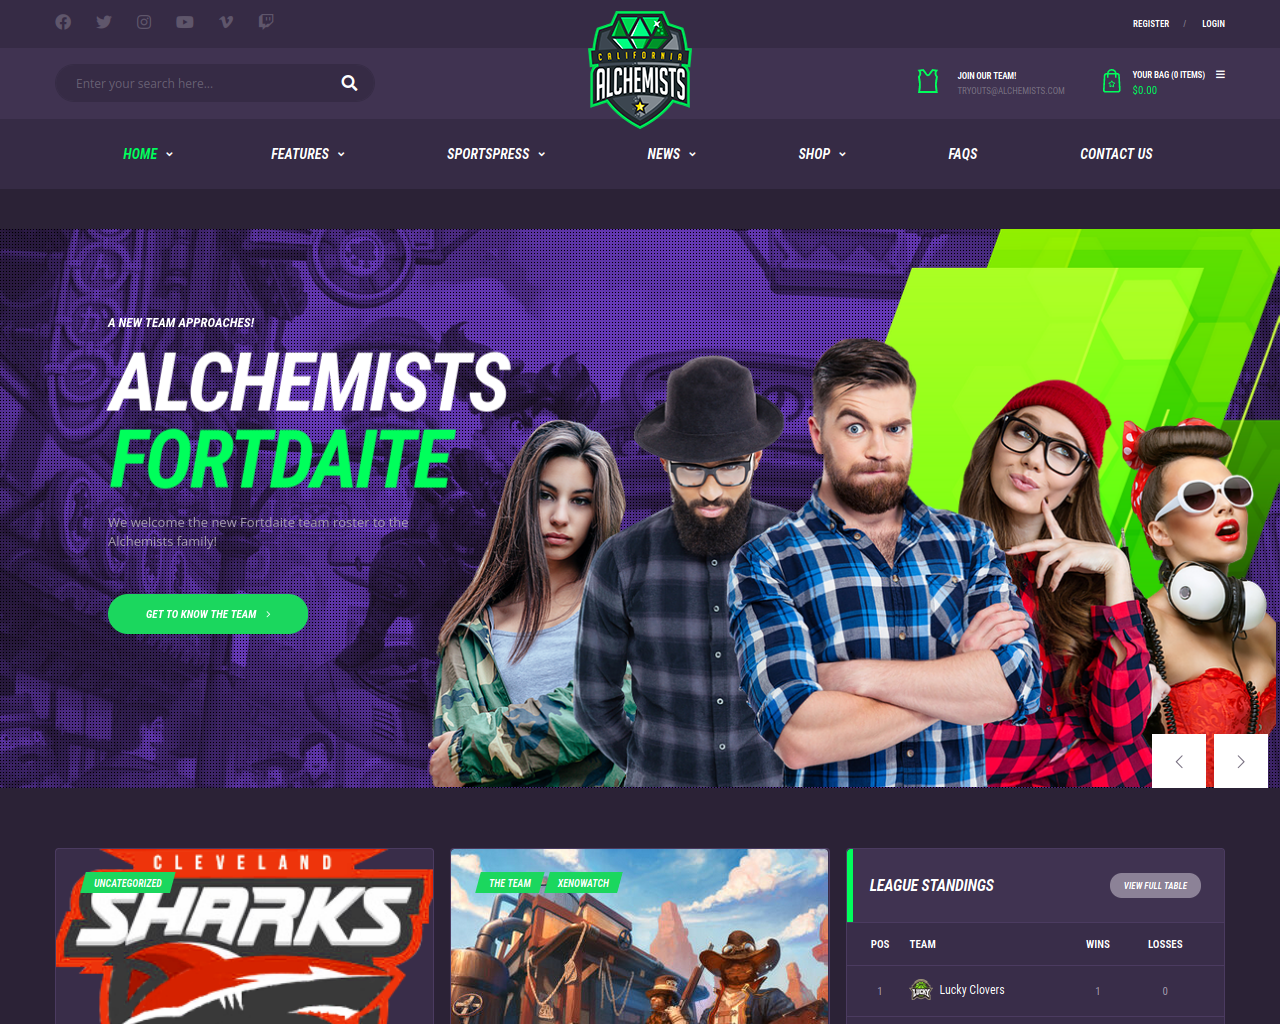 REGISTER / LOGIN
Enter your search here...
CALIFORNIA
ALCHEMISTS
JOIN OUR TEAM!
TRYOUTS@ALCHEMISTS.COM
YOUR BAG (0 ITEMS)
$0.00
HOME
FEATURES
SPORTSPRESS
NEWS
SHOP
FAQS
CONTACT US
A NEW TEAM APPROACHES!
ALCHEMISTS
FORTDAITE
We welcome the new Fortdaite team roster to the
Alchemists family!
GET TO KNOW THE TEAM
CLEVELAND
SHARKS
UNCATEGORIZED
THE TEAM
XENOWATCH
LEAGUE STANDINGS
VIEW FULL TABLE
POS TEAM WINS LOSSES
1 LUCKY Lucky Clovers 1 0